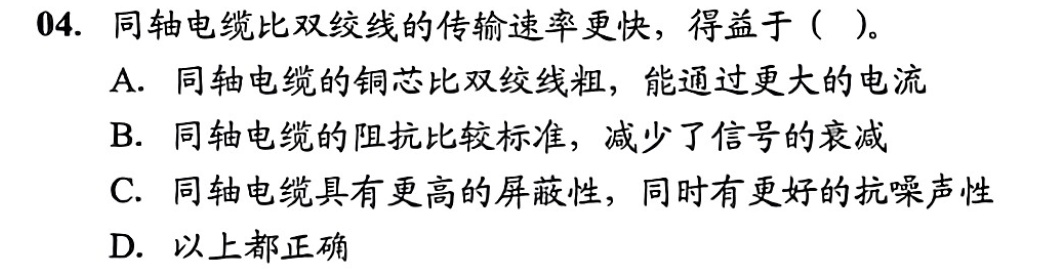 04. 同轴电缆比双绞线的传输速率更快，得益于（ ）。
A. 同轴电缆的铜芯比双绞线粗，能通过更大的电流
B. 同轴电缆的阻抗比较标准，减少了信号的衰减
C. 同轴电缆具有更高的屏蔽性，同时有更好的抗噪声性
D. 以上都正确